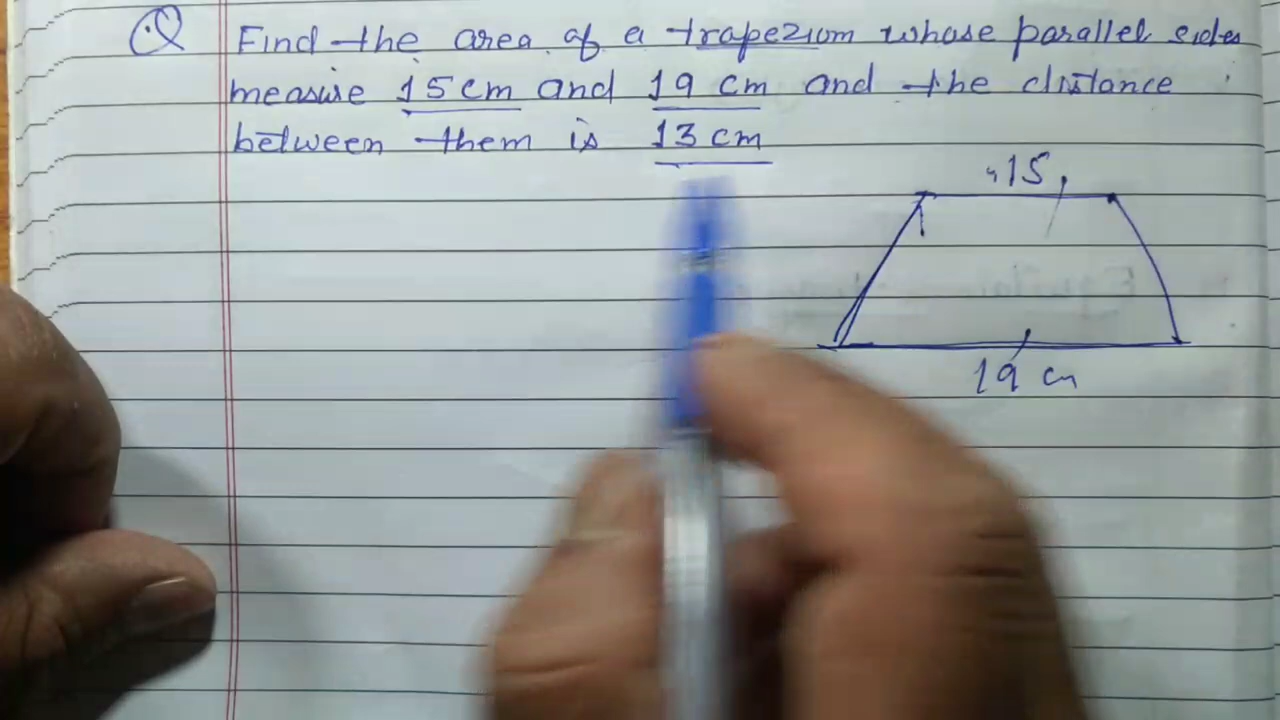 Q Find the area of a trapezium whose parallel sides
measure 15 cm and 19 cm and the distance
between them is 13 cm
15
19 cm